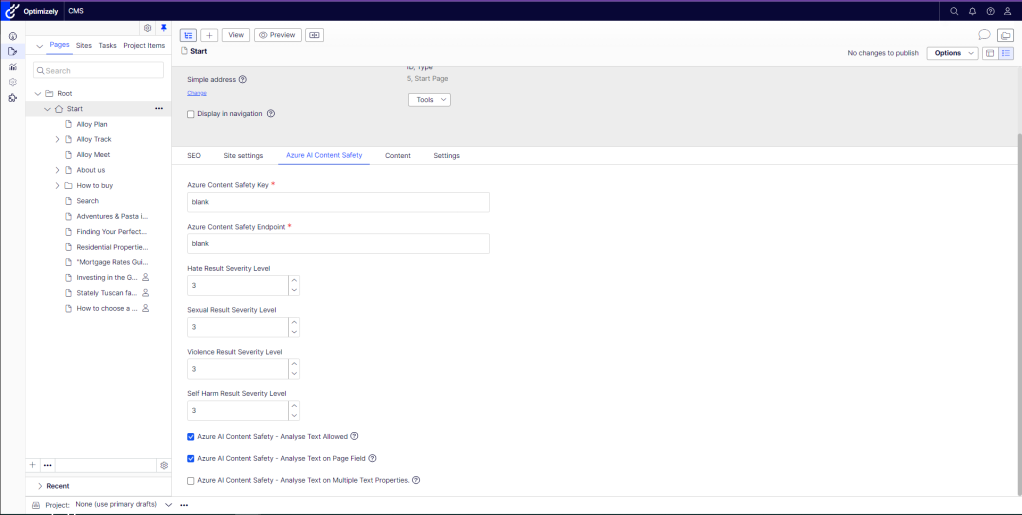 Optimizely CMS
Pages Sites Tasks Project Items
Search
Root
Start
Alloy Plan
Alloy Track
Alloy Meet
About us
How to buy
Search
Adventures & Pasta i...
Finding Your Perfect...
Residential Propertie...
"Mortgage Rates Gui...
Investing in the G...
Stately Tuscan fa...
How to choose a ...
Recent
View Preview
Start
No changes to publish Options
ID, Type
Simple address
5, Start Page
Change
Tools
Display in navigation
SEO Site settings Azure AI Content Safety Content Settings
Azure Content Safety Key *
blank
Azure Content Safety Endpoint *
blank
Hate Result Severity Level
3
Sexual Result Severity Level
3
Violence Result Severity Level
3
Self Harm Result Severity Level
3
Azure AI Content Safety - Analyse Text Allowed
Azure AI Content Safety - Analyse Text on Page Field
Azure AI Content Safety - Analyse Text on Multiple Text Properties.
Project: None (use primary drafts)